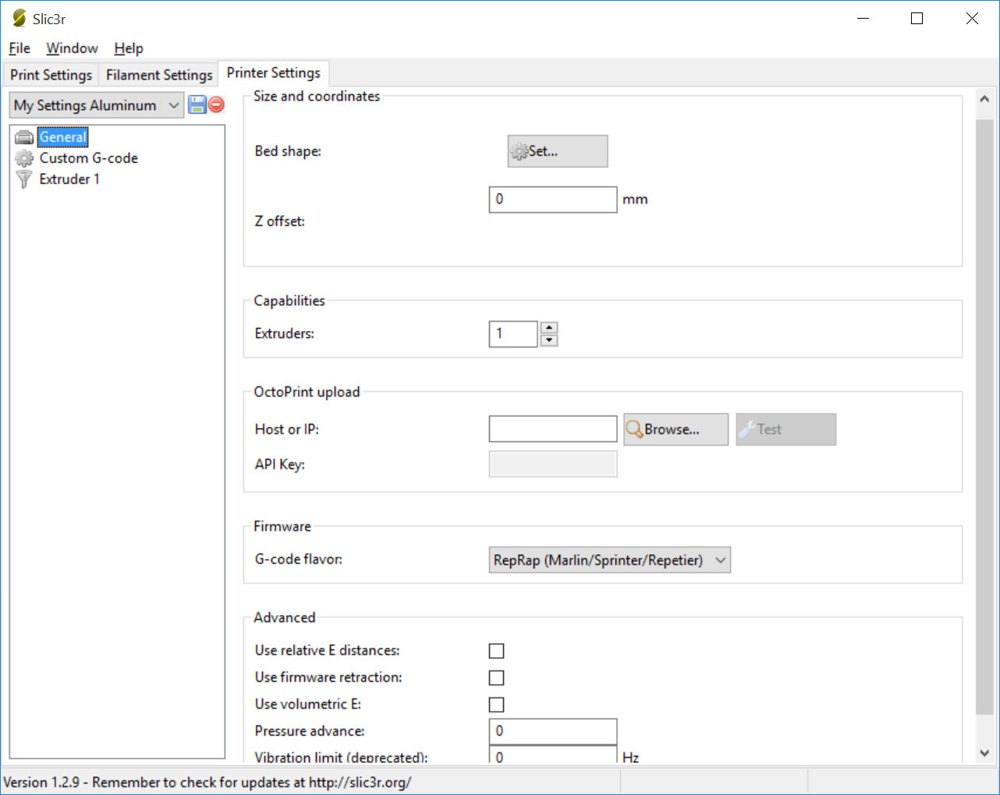 Slic3r
File Window Help
Print Settings Filament Settings Printer Settings
My Settings Aluminum
General
Custom G-code
Extruder 1
Size and coordinates
Bed shape: Set...
0 mm
Z offset:
Capabilities
Extruders: 1
OctoPrint upload
Host or IP: Browse... Test
API Key:
Firmware
G-code flavor: RepRap (Marlin/Sprinter/Repetier)
Advanced
Use relative E distances:
Use firmware retraction:
Use volumetric E:
Pressure advance: 0
Vibration limit (deprecated): 0 Hz
Version 1.2.9 - Remember to check for updates at http://slic3r.org/